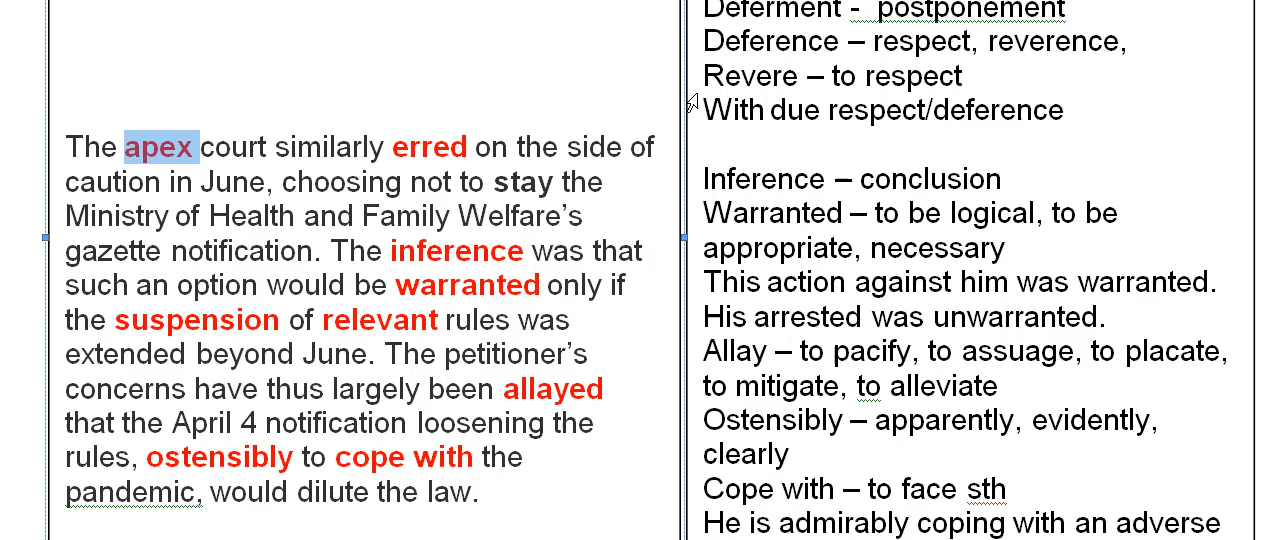 The apex court similarly erred on the side of
caution in June, choosing not to stay the
Ministry of Health and Family Welfare's
gazette notification. The inference was that
such an option would be warranted only if
the suspension of relevant rules was
extended beyond June. The petitioner's
concerns have thus largely been allayed
that the April 4 notification loosening the
rules, ostensibly to cope with the
pandemic, would dilute the law.
Deferment - postponement
Deference – respect, reverence,
Revere – to respect
With due respect/deference
Inference – conclusion
Warranted – to be logical, to be
appropriate, necessary
This action against him was warranted.
His arrested was unwarranted.
Allay – to pacify, to assuage, to placate,
to mitigate, to alleviate
Ostensibly – apparently, evidently,
clearly
Cope with – to face sth
He is admirably coping with an adverse